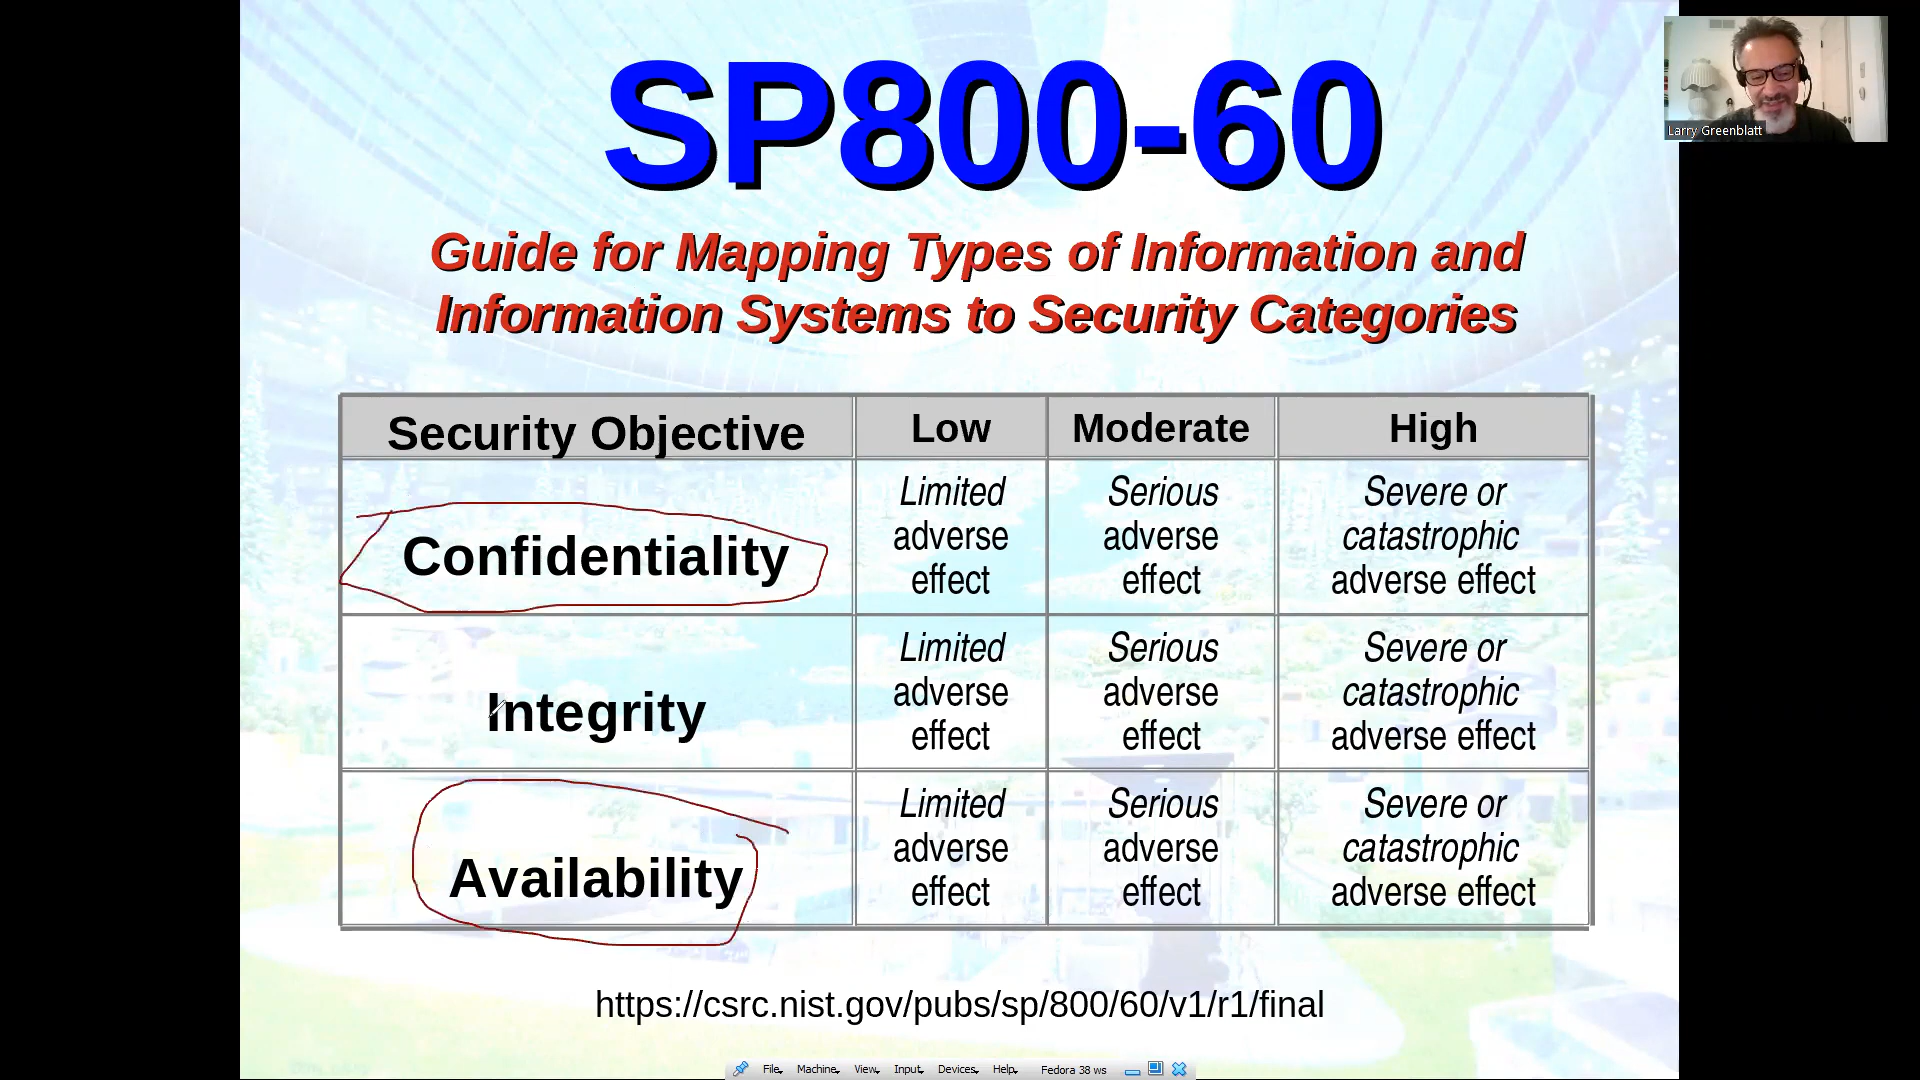 SP800-60
Larry Greenblatt
Guide for Mapping Types of Information and
Information Systems to Security Categories
Security Objective Low Moderate High
Confidentiality
Limited
adverse
effect
Serious
adverse
effect
Severe or
catastrophic
adverse effect
Integrity
Limited
adverse
effect
Serious
adverse
effect
Severe or
catastrophic
adverse effect
Availability
Limited
adverse
effect
Serious
adverse
effect
Severe or
catastrophic
adverse effect
https://csrc.nist.gov/pubs/sp/800/60/v1/r1/final
File Machine View Input Devices Help Fedora 38 ws